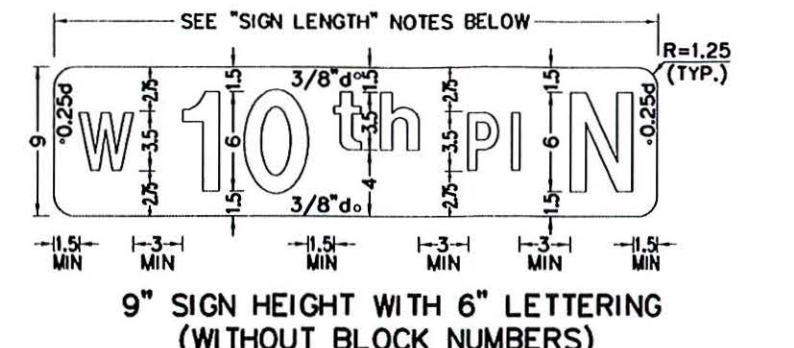 SEE "SIGN LENGTH" NOTES BELOW
R=1.25
(TYP.)
9
°0.25d
W
2.75
3.5
2.75
10
1.5
6
1.5
3/8"d°
3/8"d○
th
1.5
3.5
4
2.75
3.5
2.75
Pl
1.5
6
1.5
N
°0.25d
1.5 3 1.5 3 3 1.5
MIN MIN MIN MIN MIN MIN
9" SIGN HEIGHT WITH 6" LETTERING
(WITHOUT BLOCK NUMBERS)